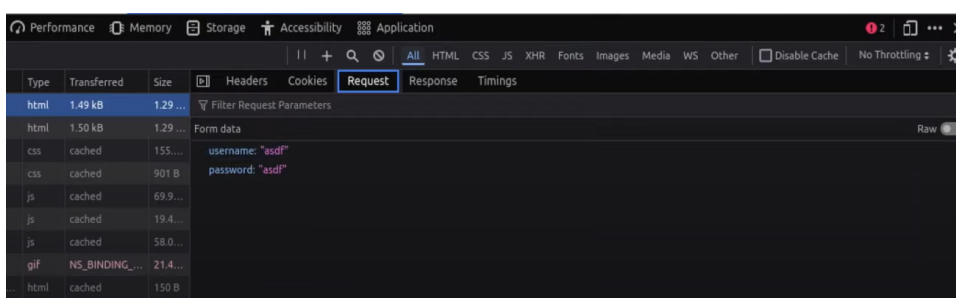 Performance Memory Storage Accessibility Application 2
All HTML CSS JS XHR Fonts Images Media WS Other Disable Cache No Throttling
Type Transferred Size Headers Cookies Request Response Timings
html 1.49 kB 1.29 ... Filter Request Parameters
html 1.50 kB 1.29 ... Form data Raw
css cached 155.... username: "asdf"
css cached 901 B password: "asdf"
js cached 69.9...
js cached 19.4...
js cached 58.0...
gif NS_BINDING_... 21.4...
... html cached 150 B